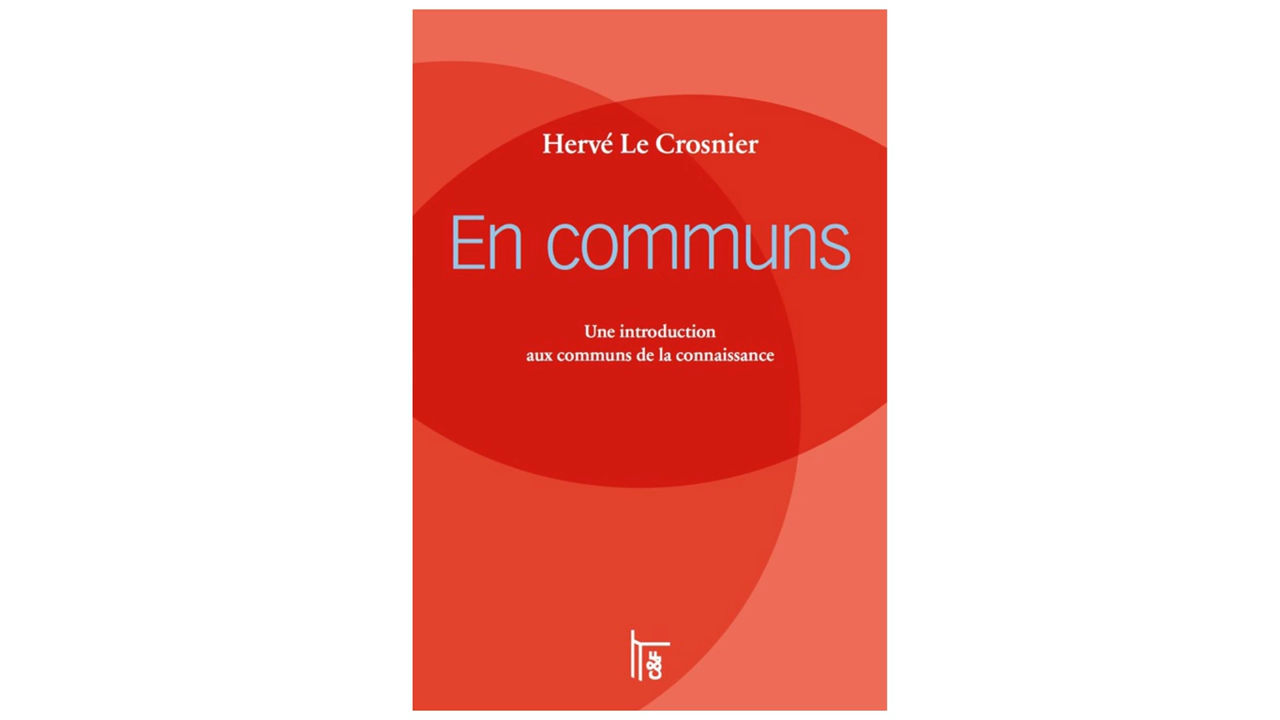 Hervé Le Crosnier
En communs
Une introduction
aux communs de la connaissance
C&F